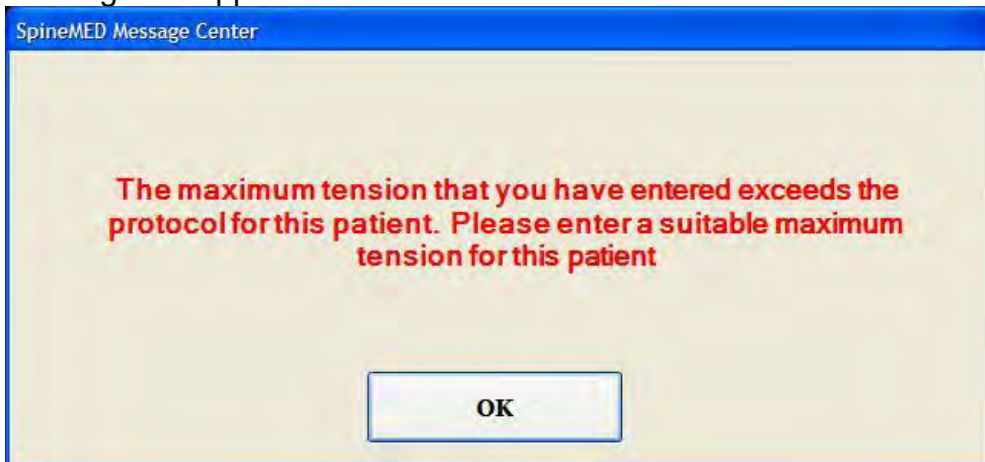 SpineMED Message Center
The maximum tension that you have entered exceeds the
protocol for this patient. Please enter a suitable maximum
tension for this patient
OK